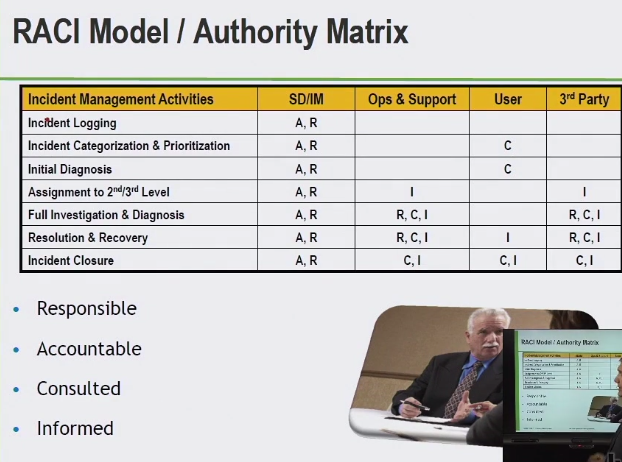 RACI Model / Authority Matrix
Incident Management Activities SD/IM Ops & Support User 3rd Party
Incident Logging A, R
Incident Categorization & Prioritization A, R C
Initial Diagnosis A, R C
Assignment to 2nd/3rd Level A, R I I
Full Investigation & Diagnosis A, R R, C, I R, C, I
Resolution & Recovery A, R R, C, I I R, C, I
Incident Closure A, R C, I C, I C, I
• Responsible
• Accountable
• Consulted
• Informed
RACI Model / Authority Matrix